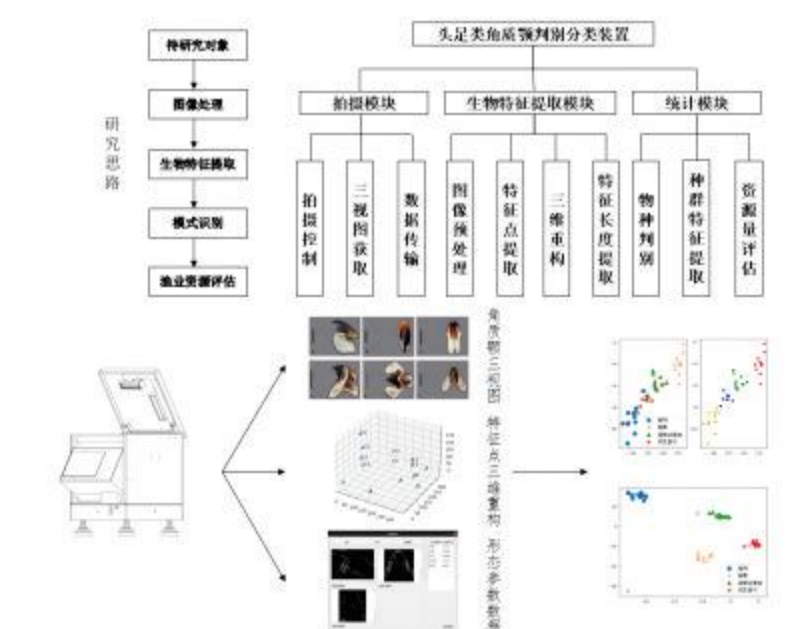 研究思路
待研究对象
图像处理
生物特征提取
模式识别
渔业资源评估
头足类角质颚判别分类装置
拍摄模块
生物特征提取模块
统计模块
拍摄控制
三视图获取
数据传输
图像预处理
特征点提取
三维重构
特征长度提取
物种判别
种群特征提取
资源量评估
角质颚三视图
特征点三维重构
形态参数数据